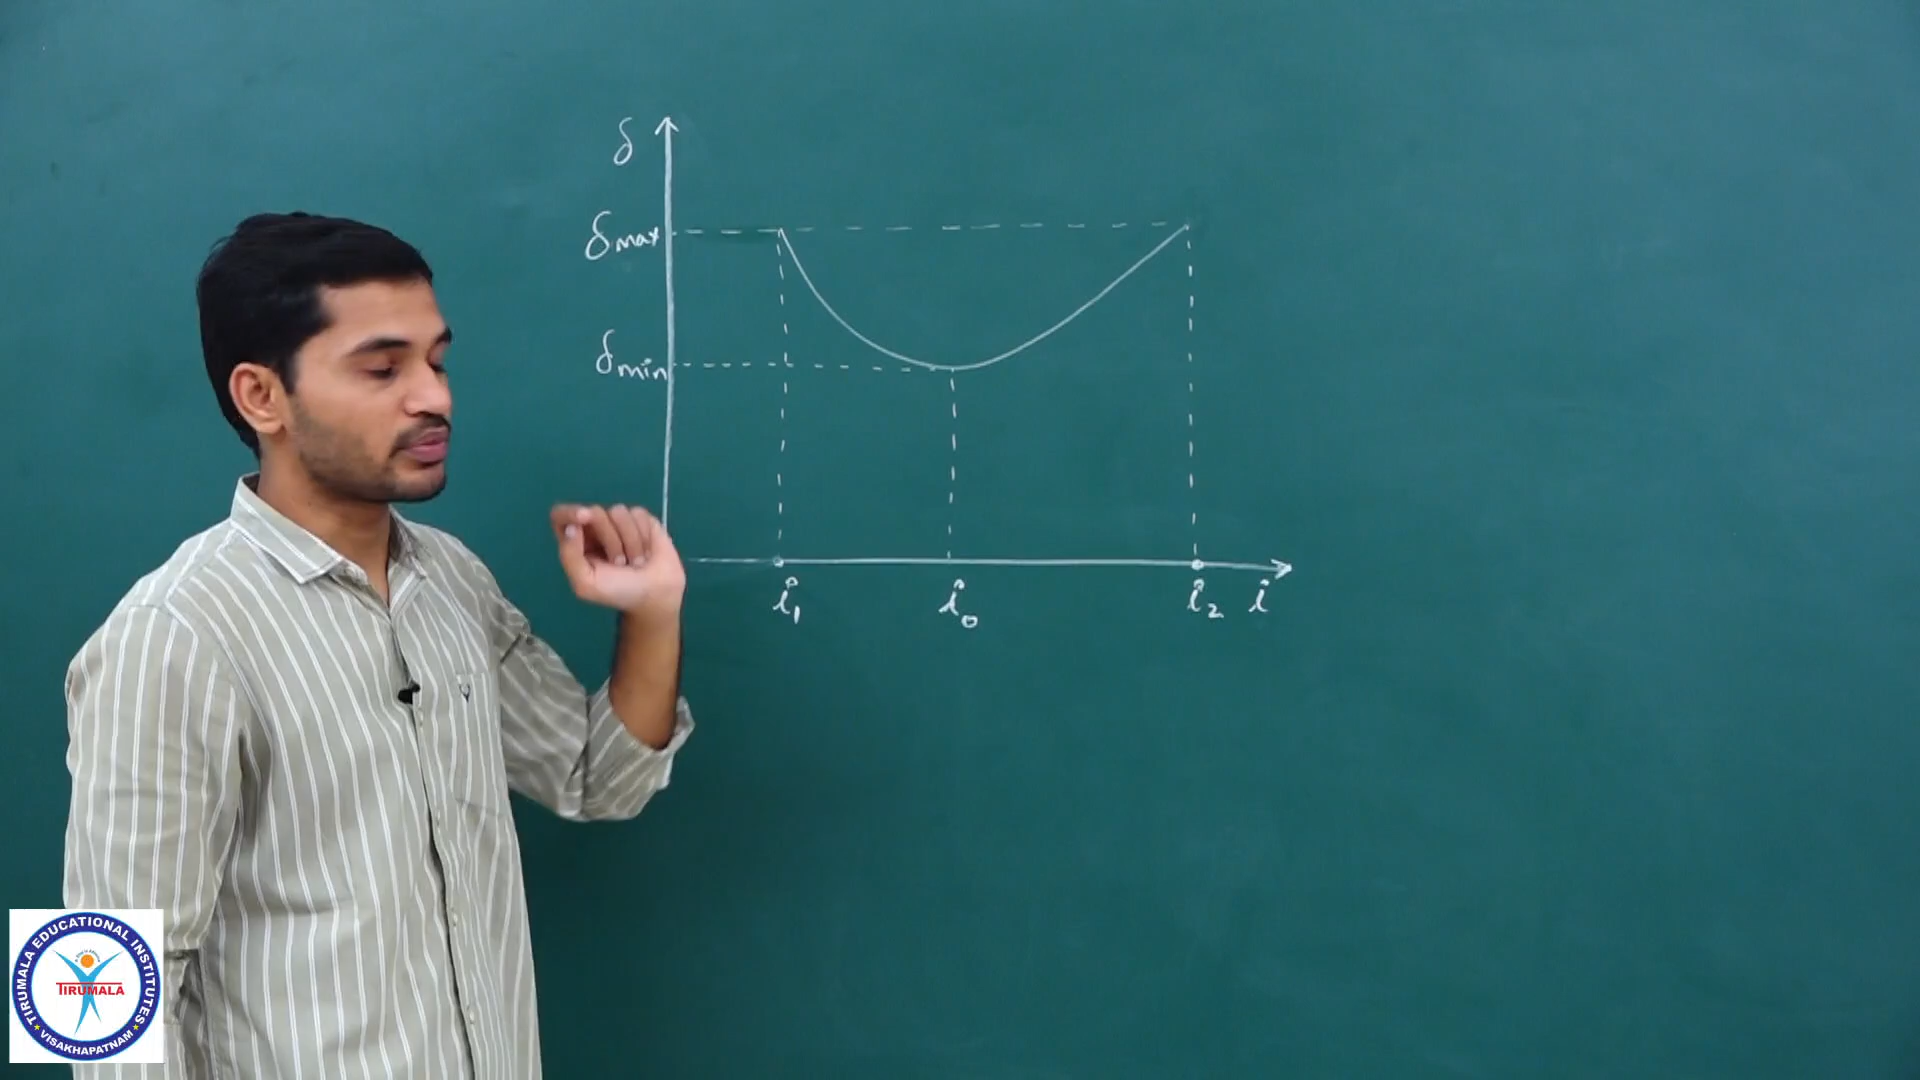 δ
δmax
δmin
i₁ i₀ i₂ i
TIRUMALA EDUCATIONAL INSTITUTES
TIRUMALA
★ VISAKHAPATNAM ★